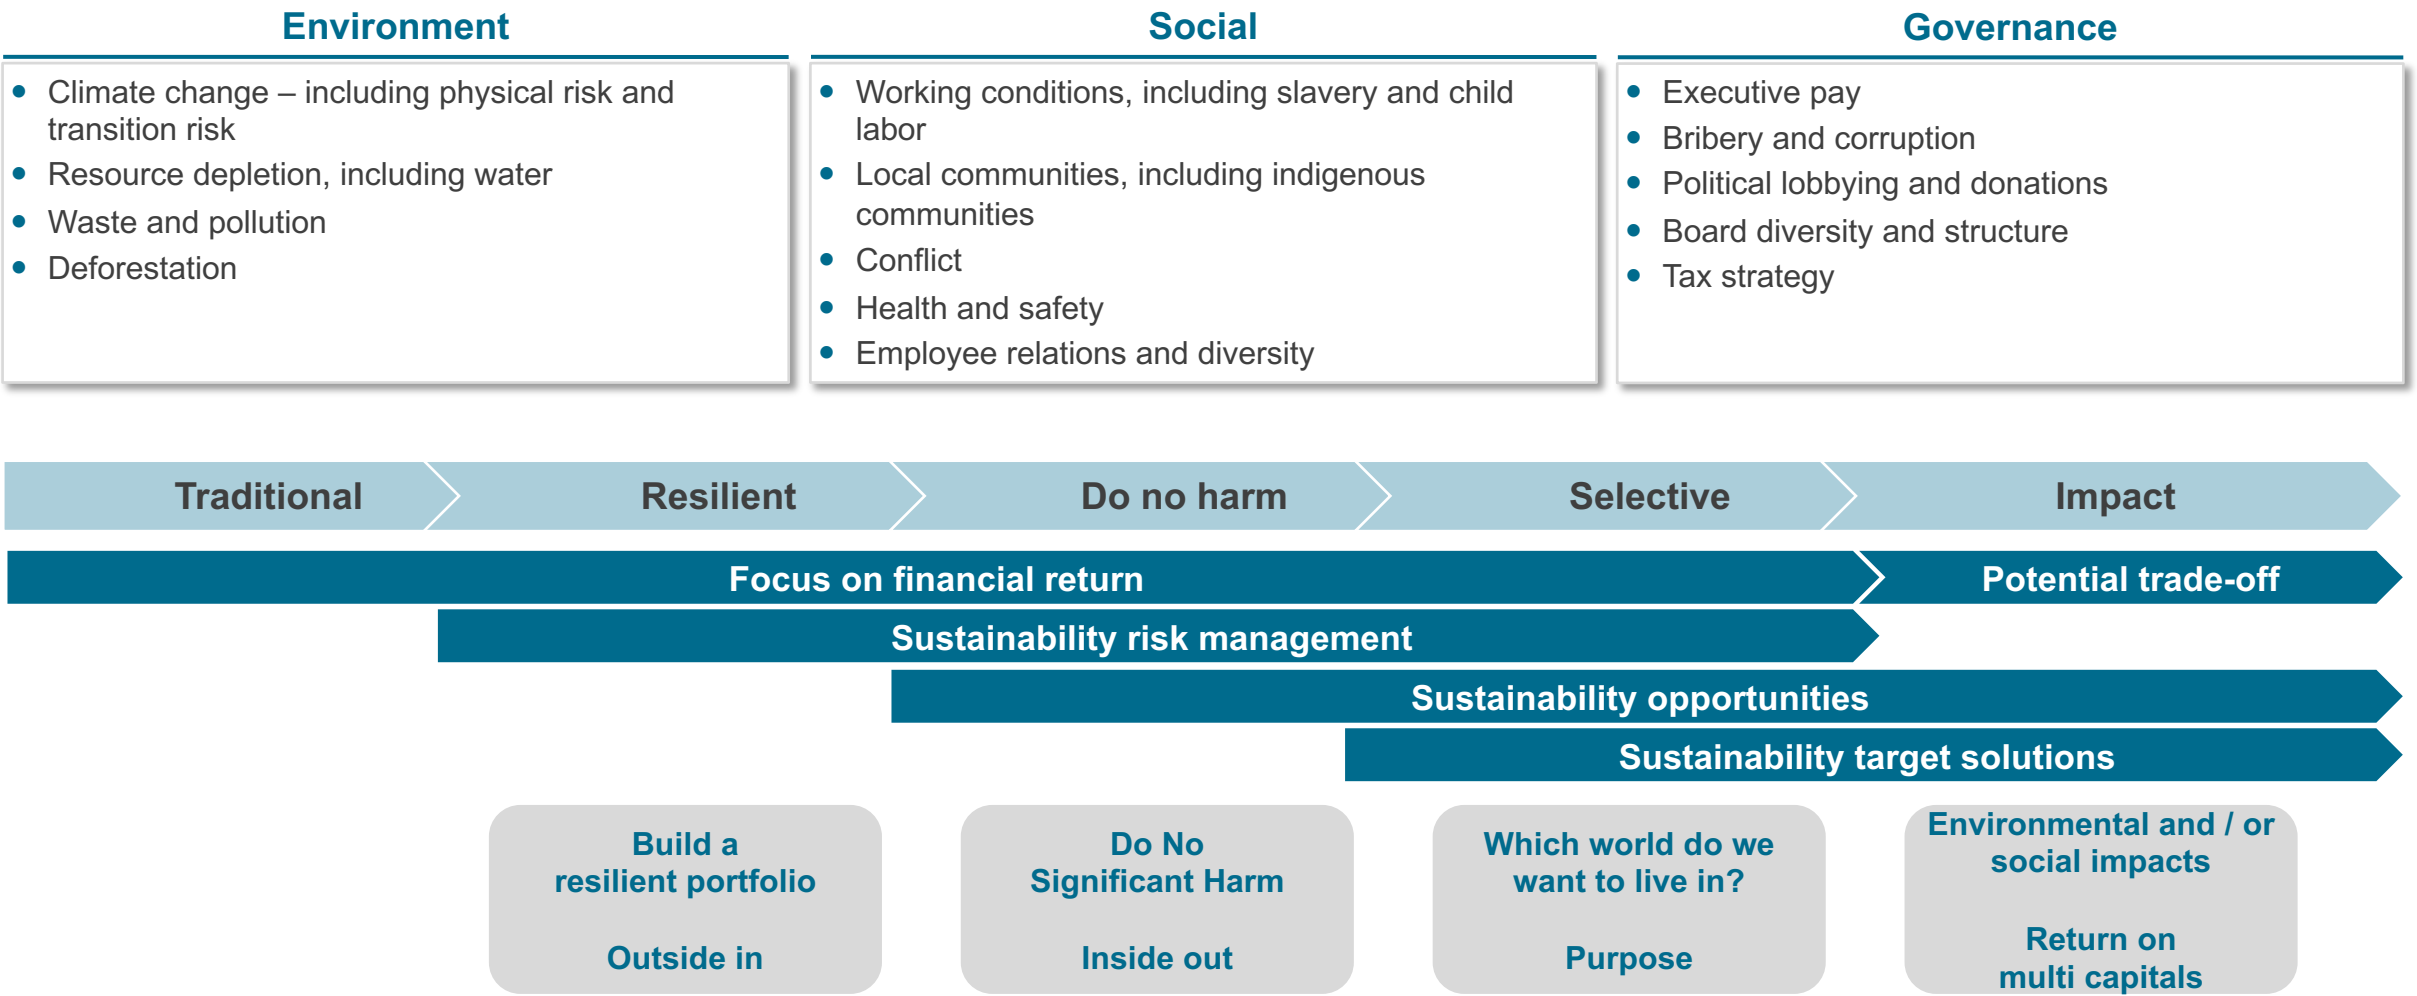 Environment
• Climate change – including physical risk and
transition risk
• Resource depletion, including water
• Waste and pollution
• Deforestation
Social
• Working conditions, including slavery and child
labor
• Local communities, including indigenous
communities
• Conflict
• Health and safety
• Employee relations and diversity
Governance
• Executive pay
• Bribery and corruption
• Political lobbying and donations
• Board diversity and structure
• Tax strategy
Traditional
Resilient
Do no harm
Selective
Impact
Focus on financial return
Potential trade-off
Sustainability risk management
Sustainability opportunities
Sustainability target solutions
Build a
resilient portfolio
Outside in
Do No
Significant Harm
Inside out
Which world do we
want to live in?
Purpose
Environmental and / or
social impacts
Return on
multi capitals